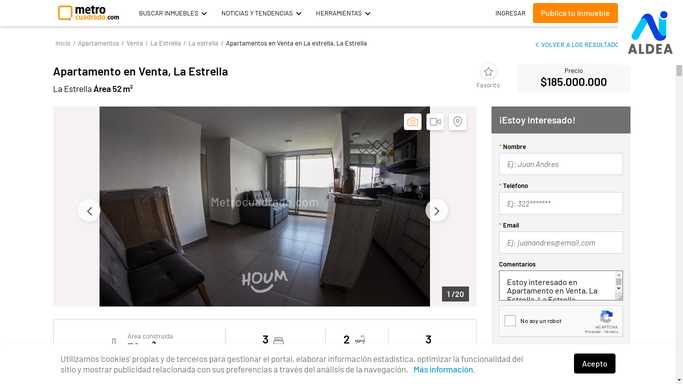 metro
cuadrado.com
BUSCAR INMUEBLES
NOTICIAS Y TENDENCIAS
HERRAMIENTAS
INGRESAR
Publica tu Inmueble
ALDEA
Inicio / Apartamentos / Venta / La Estrella / La estrella / Apartamentos en Venta en La estrella, La Estrella
< VOLVER A LOS RESULTADO
Apartamento en Venta, La Estrella
La Estrella Área 52 m²
Favorito
Precio
$185.000.000
Metrocuadrado.com
HOUM
1 / 20
¡Estoy Interesado!
* Nombre
Ej: Juan Andres
* Teléfono
Ej: 322*******
* Email
Ej: juanandres@email.com
Comentarios
Estoy interesado en
Apartamento en Venta, La
Estrella, La Estrella
No soy un robot
reCAPTCHA
Privacidad - Términos
Área construida
3
2
3
Utilizamos 'cookies' propias y de terceros para gestionar el portal, elaborar información estadística, optimizar la funcionalidad del
sitio y mostrar publicidad relacionada con sus preferencias a través del análisis de la navegación. Más información.
Acepto